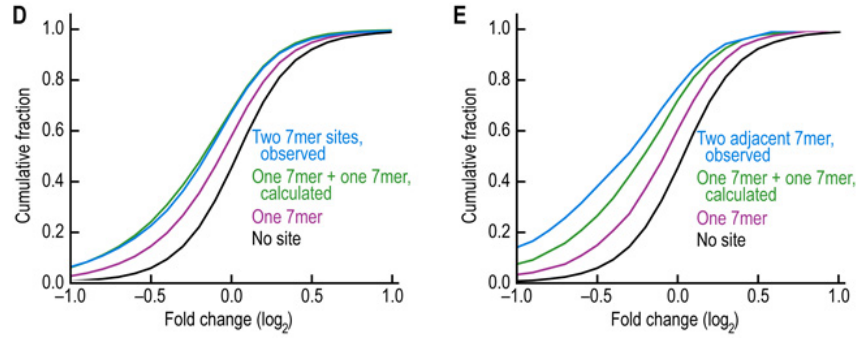 D
Cumulative fraction
1.0
0.8
0.6
0.4
0.2
0.0
Two 7mer sites,
observed
One 7mer + one 7mer,
calculated
One 7mer
No site
−1.0 −0.5 0.0 0.5 1.0
Fold change (log2)
E
Cumulative fraction
1.0
0.8
0.6
0.4
0.2
0.0
Two adjacent 7mer,
observed
One 7mer + one 7mer,
calculated
One 7mer
No site
−1.0 −0.5 0.0 0.5 1.0
Fold change (log2)